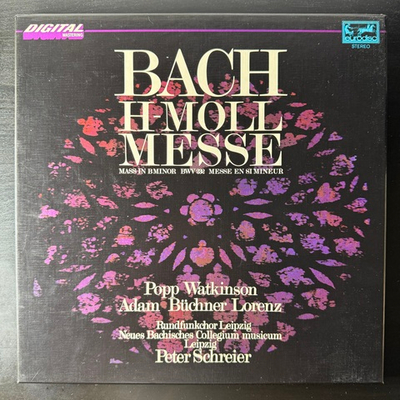 DIGITAL
eurodisc
STEREO
BACH
H-MOLL
MESSE
MASS IN B MINOR BWV 232 MESSE EN SI MINEUR
Popp Watkinson
Adam Büchner Lorenz
Rundfunkchor Leipzig
Neues Bachisches Collegium musicum
Leipzig
Peter Schreier